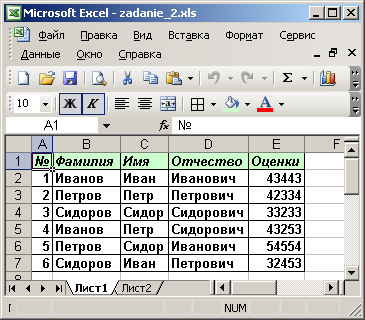 Microsoft Excel - zadanie_2.xls
Файл Правка Вид Вставка Формат Сервис
Данные Окно Справка
10 Ж К
A1 fx №
A B C D E F
1 № Фамилия Имя Отчество Оценки
2 1 Иванов Иван Иванович 43443
3 2 Петров Петр Петрович 42334
4 3 Сидоров Сидор Сидорович 33233
5 4 Иванов Петр Иванович 43253
6 5 Петров Сидор Иванович 54554
7 6 Сидоров Иван Петрович 32453
Лист1 Лист2
NUM